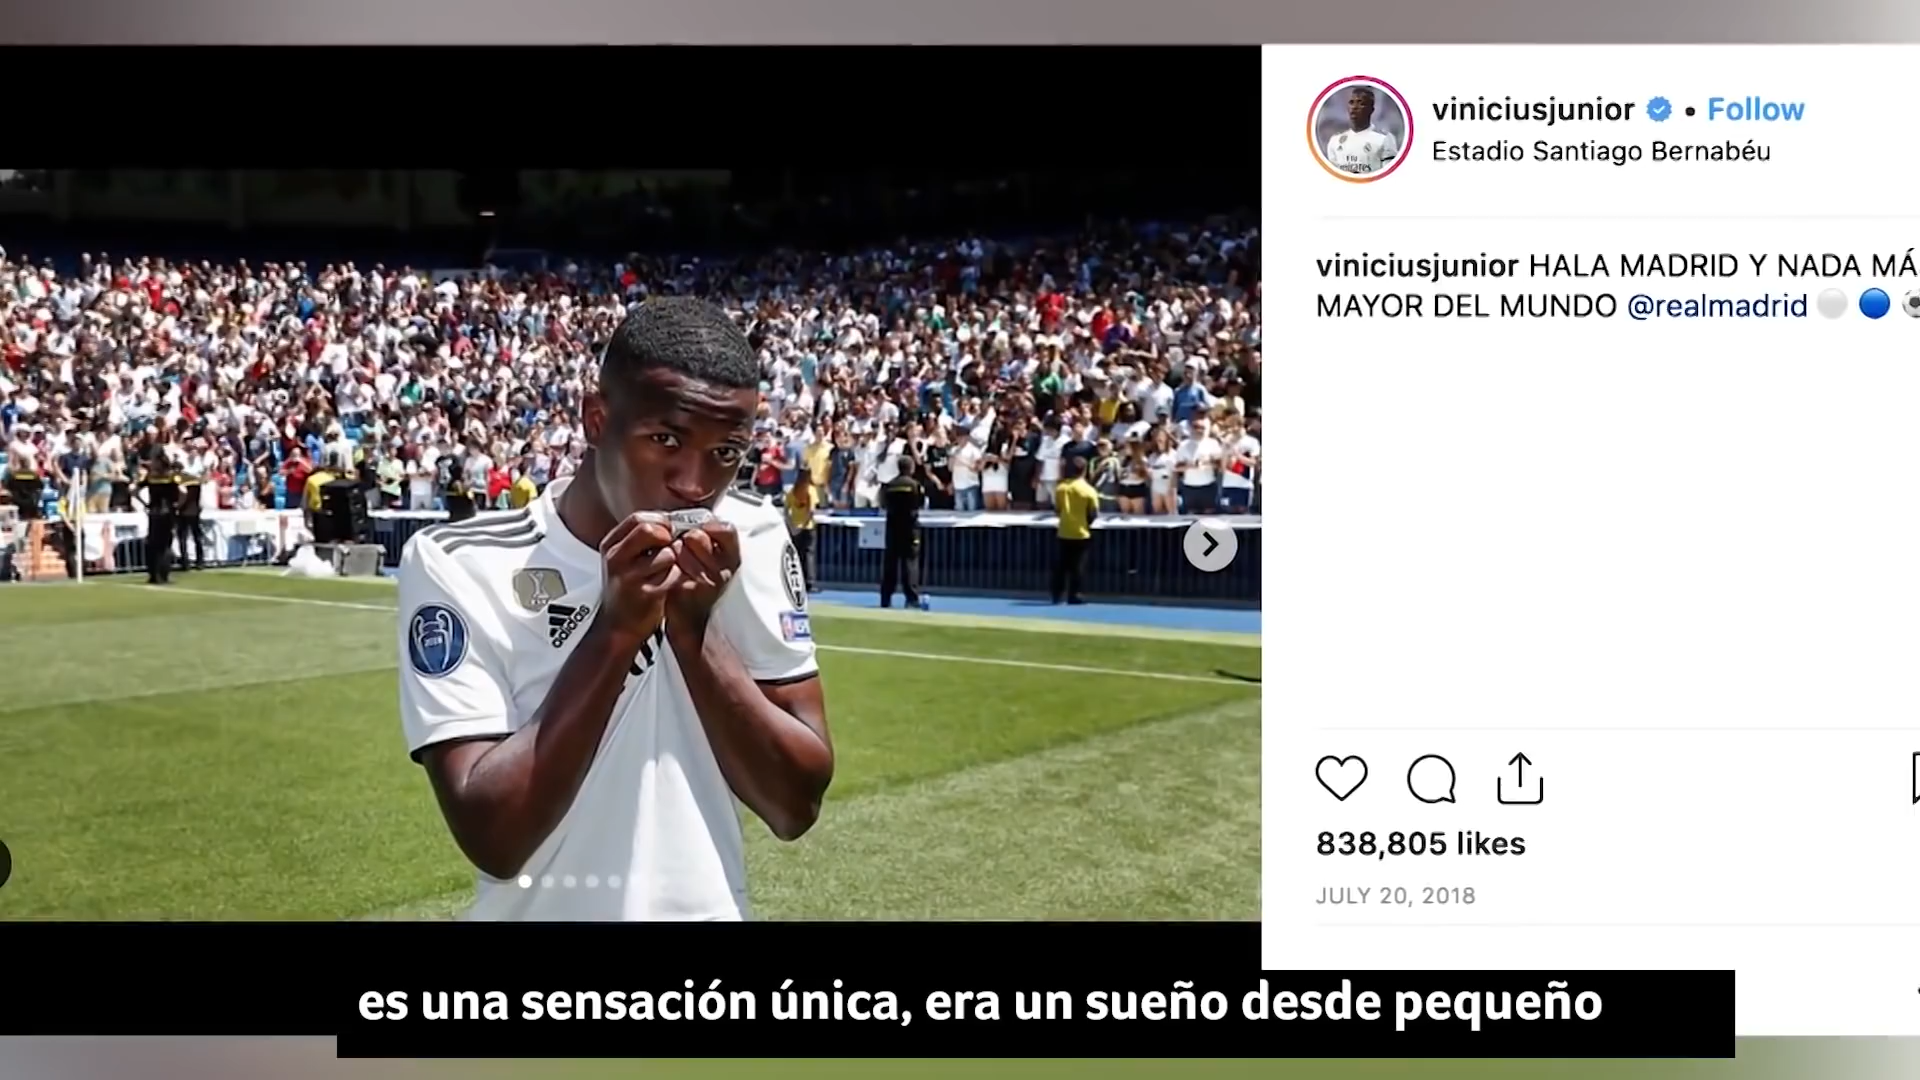 viniciusjunior • Follow
Estadio Santiago Bernabéu
viniciusjunior HALA MADRID Y NADA MÁ
MAYOR DEL MUNDO @realmadrid
adidas
838,805 likes
JULY 20, 2018
es una sensación única, era un sueño desde pequeño